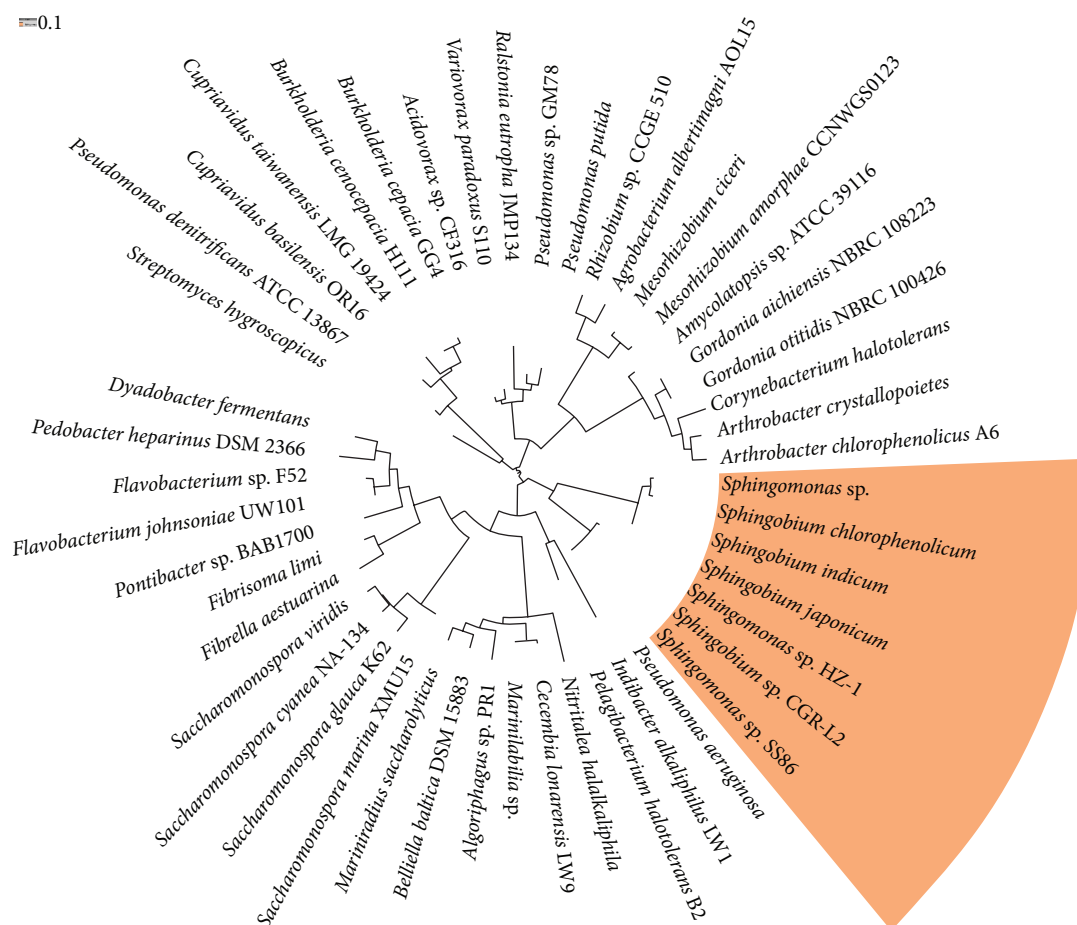 0.1
Streptomyces hygroscopicus
Pseudomonas denitrificans ATCC 13867
Cupriavidus basilensis OR16
Cupriavidus taiwanensis LMG 19424
Burkholderia cenocepacia H111
Burkholderia cepacia GG4
Acidovorax sp. CF316
Variovorax paradoxus S110
Ralstonia eutropha JMP134
Pseudomonas sp. GM78
Pseudomonas putida
Rhizobium sp. CCGE 510
Agrobacterium albertimagni AOL15
Mesorhizobium ciceri
Mesorhizobium amorphae CCNWGS0123
Amycolatopsis sp. ATCC 39116
Gordonia aichiensis NBRC 108223
Gordonia otitidis NBRC 100426
Corynebacterium halotolerans
Arthrobacter crystallopoietes
Arthrobacter chlorophenolicus A6
Sphingomonas sp.
Sphingobium chlorophenolicum
Sphingobium indicum
Sphingobium japonicum
Sphingomonas sp. HZ-1
Sphingobium sp. CGR-L2
Sphingomonas sp. SS86
Pseudomonas aeruginosa
Indibacter alkaliphilus LW1
Pelagibacterium halotolerans B2
Nitritalea halalkaliphila
Cecembia lonarensis LW9
Marinilabilia sp.
Algoriphagus sp. PR1
Belliella baltica DSM 15883
Mariniradius saccharolyticus
Saccharomonospora marina XMU15
Saccharomonospora glauca K62
Saccharomonospora cyanea NA-134
Saccharomonospora viridis
Fibrella aestuarina
Fibrisoma limi
Pontibacter sp. BAB1700
Flavobacterium johnsoniae UW101
Flavobacterium sp. F52
Pedobacter heparinus DSM 2366
Dyadobacter fermentans